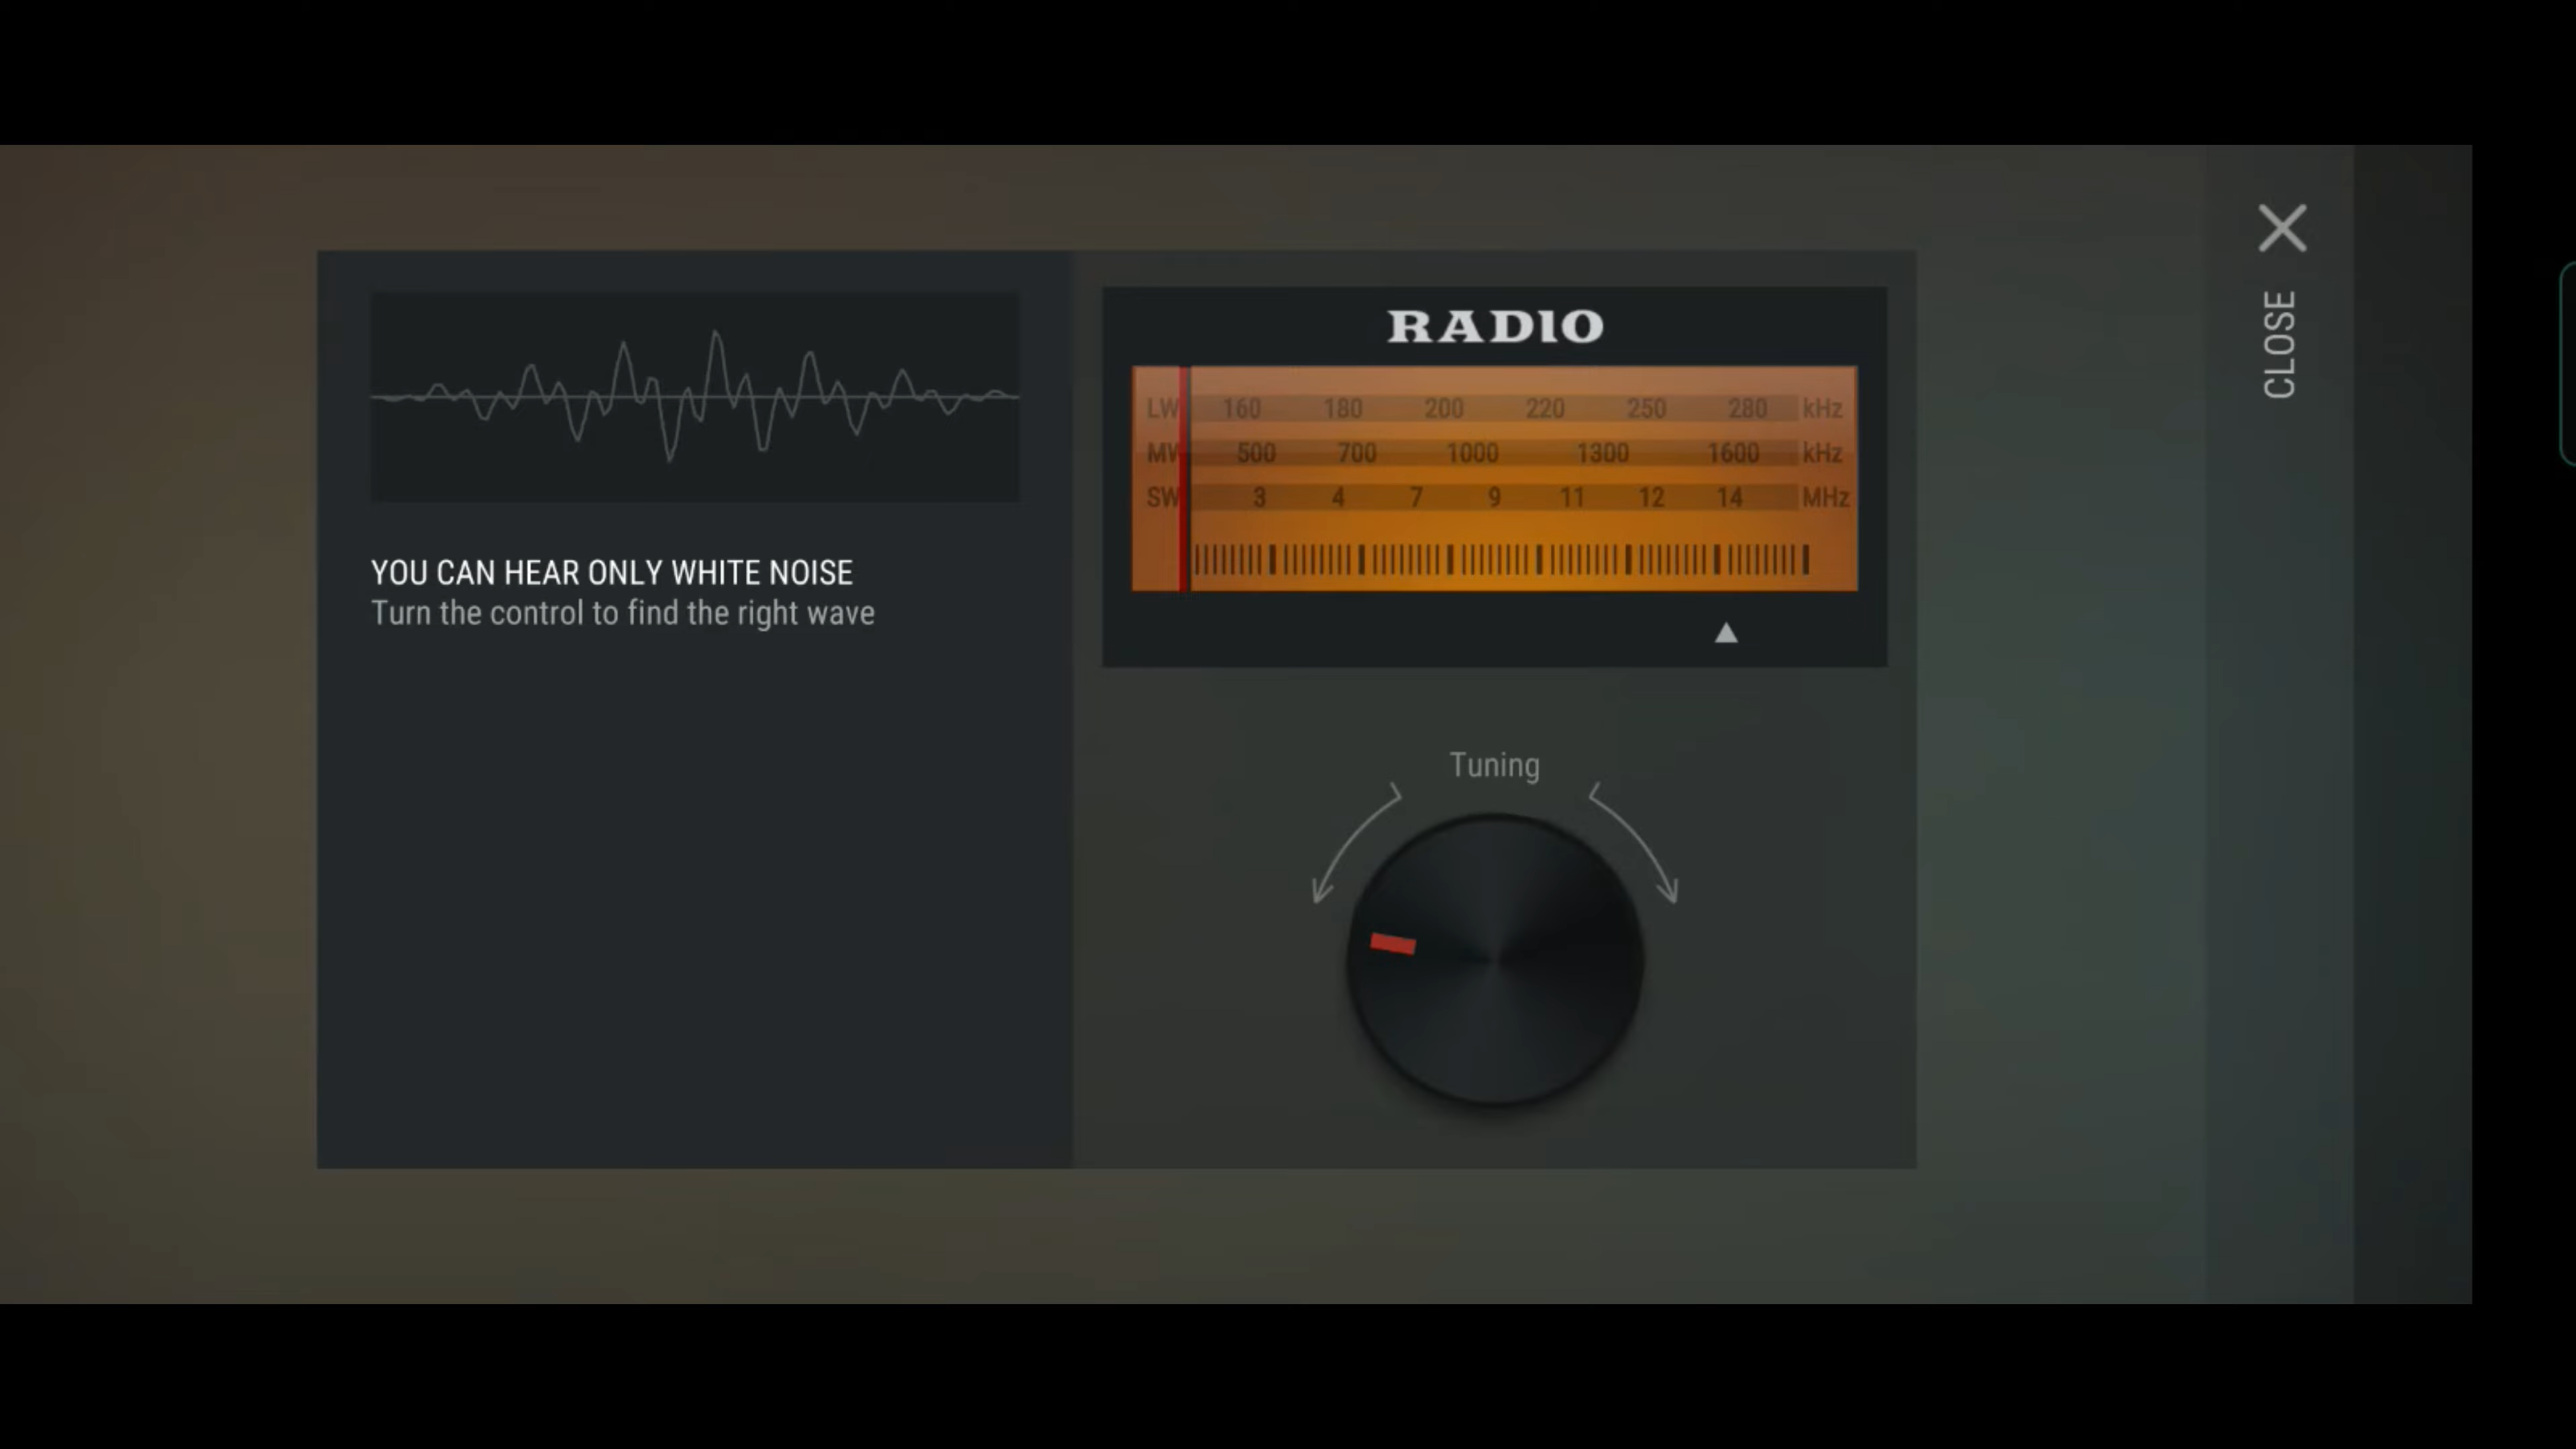 RADIO
LW 160 180 200 220 250 280 kHz
500 700 1000 1300 1600 kHz
SW 3 4 7 9 11 12 14 MHz
YOU CAN HEAR ONLY WHITE NOISE
Turn the control to find the right wave
Tuning
CLOSE